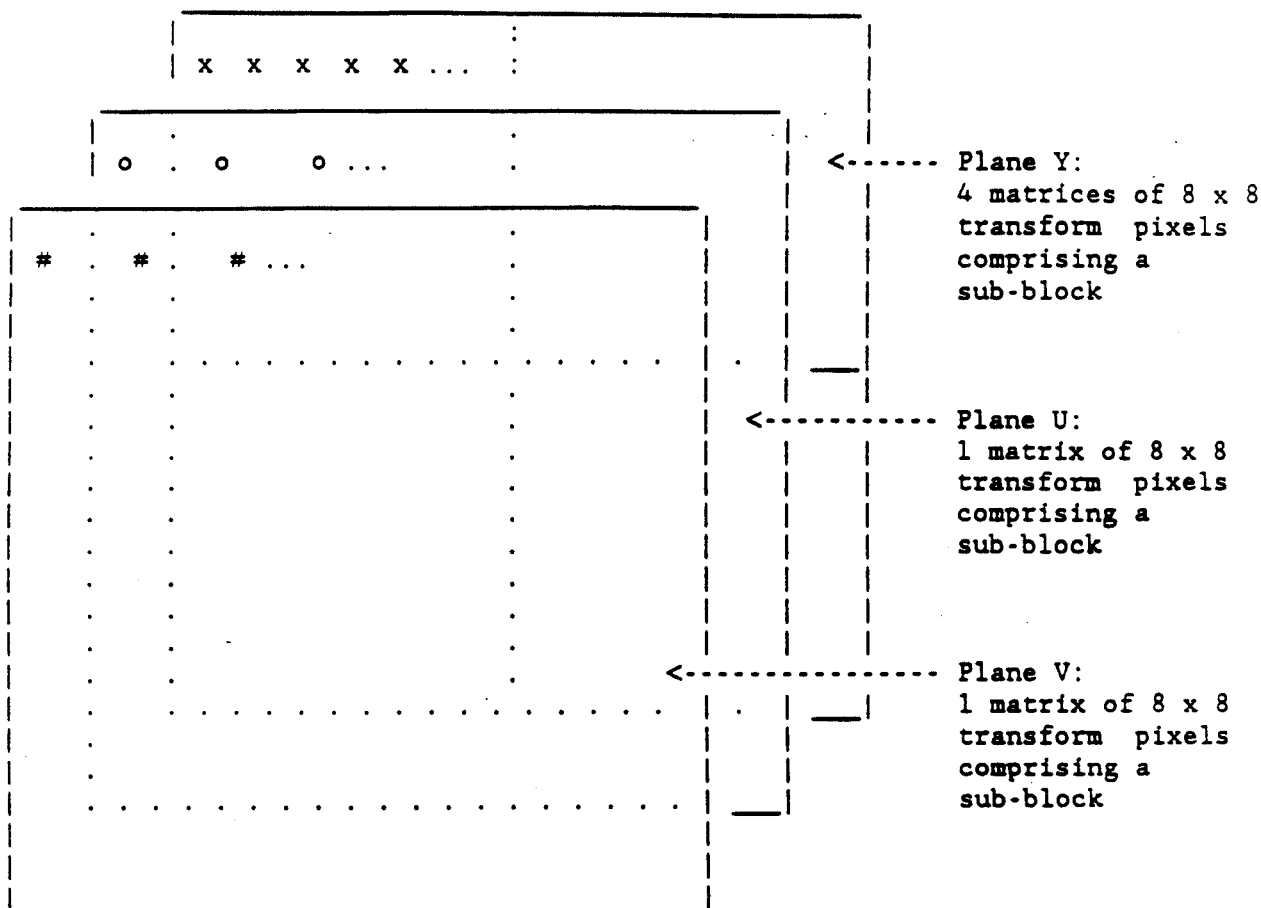 x x x x x ...
o o o ...
# # # ...
Plane Y:
4 matrices of 8 x 8
transform pixels
comprising a
sub-block
Plane U:
1 matrix of 8 x 8
transform pixels
comprising a
sub-block
Plane V:
1 matrix of 8 x 8
transform pixels
comprising a
sub-block